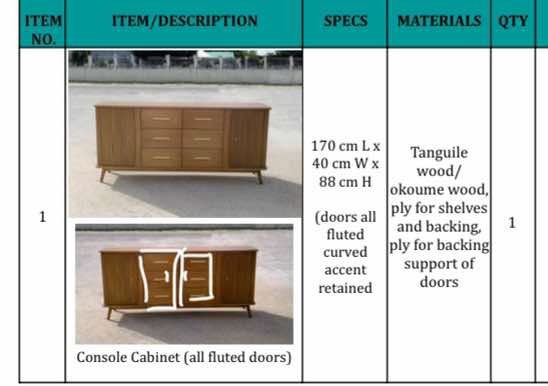 ITEM NO.
ITEM/DESCRIPTION
SPECS
MATERIALS
QTY
1
Console Cabinet (all fluted doors)
170 cm L x
40 cm W x
88 cm H
(doors all
fluted
curved
accent
retained
Tanguile
wood/
okoume wood,
ply for shelves
and backing,
ply for backing
support of
doors
1